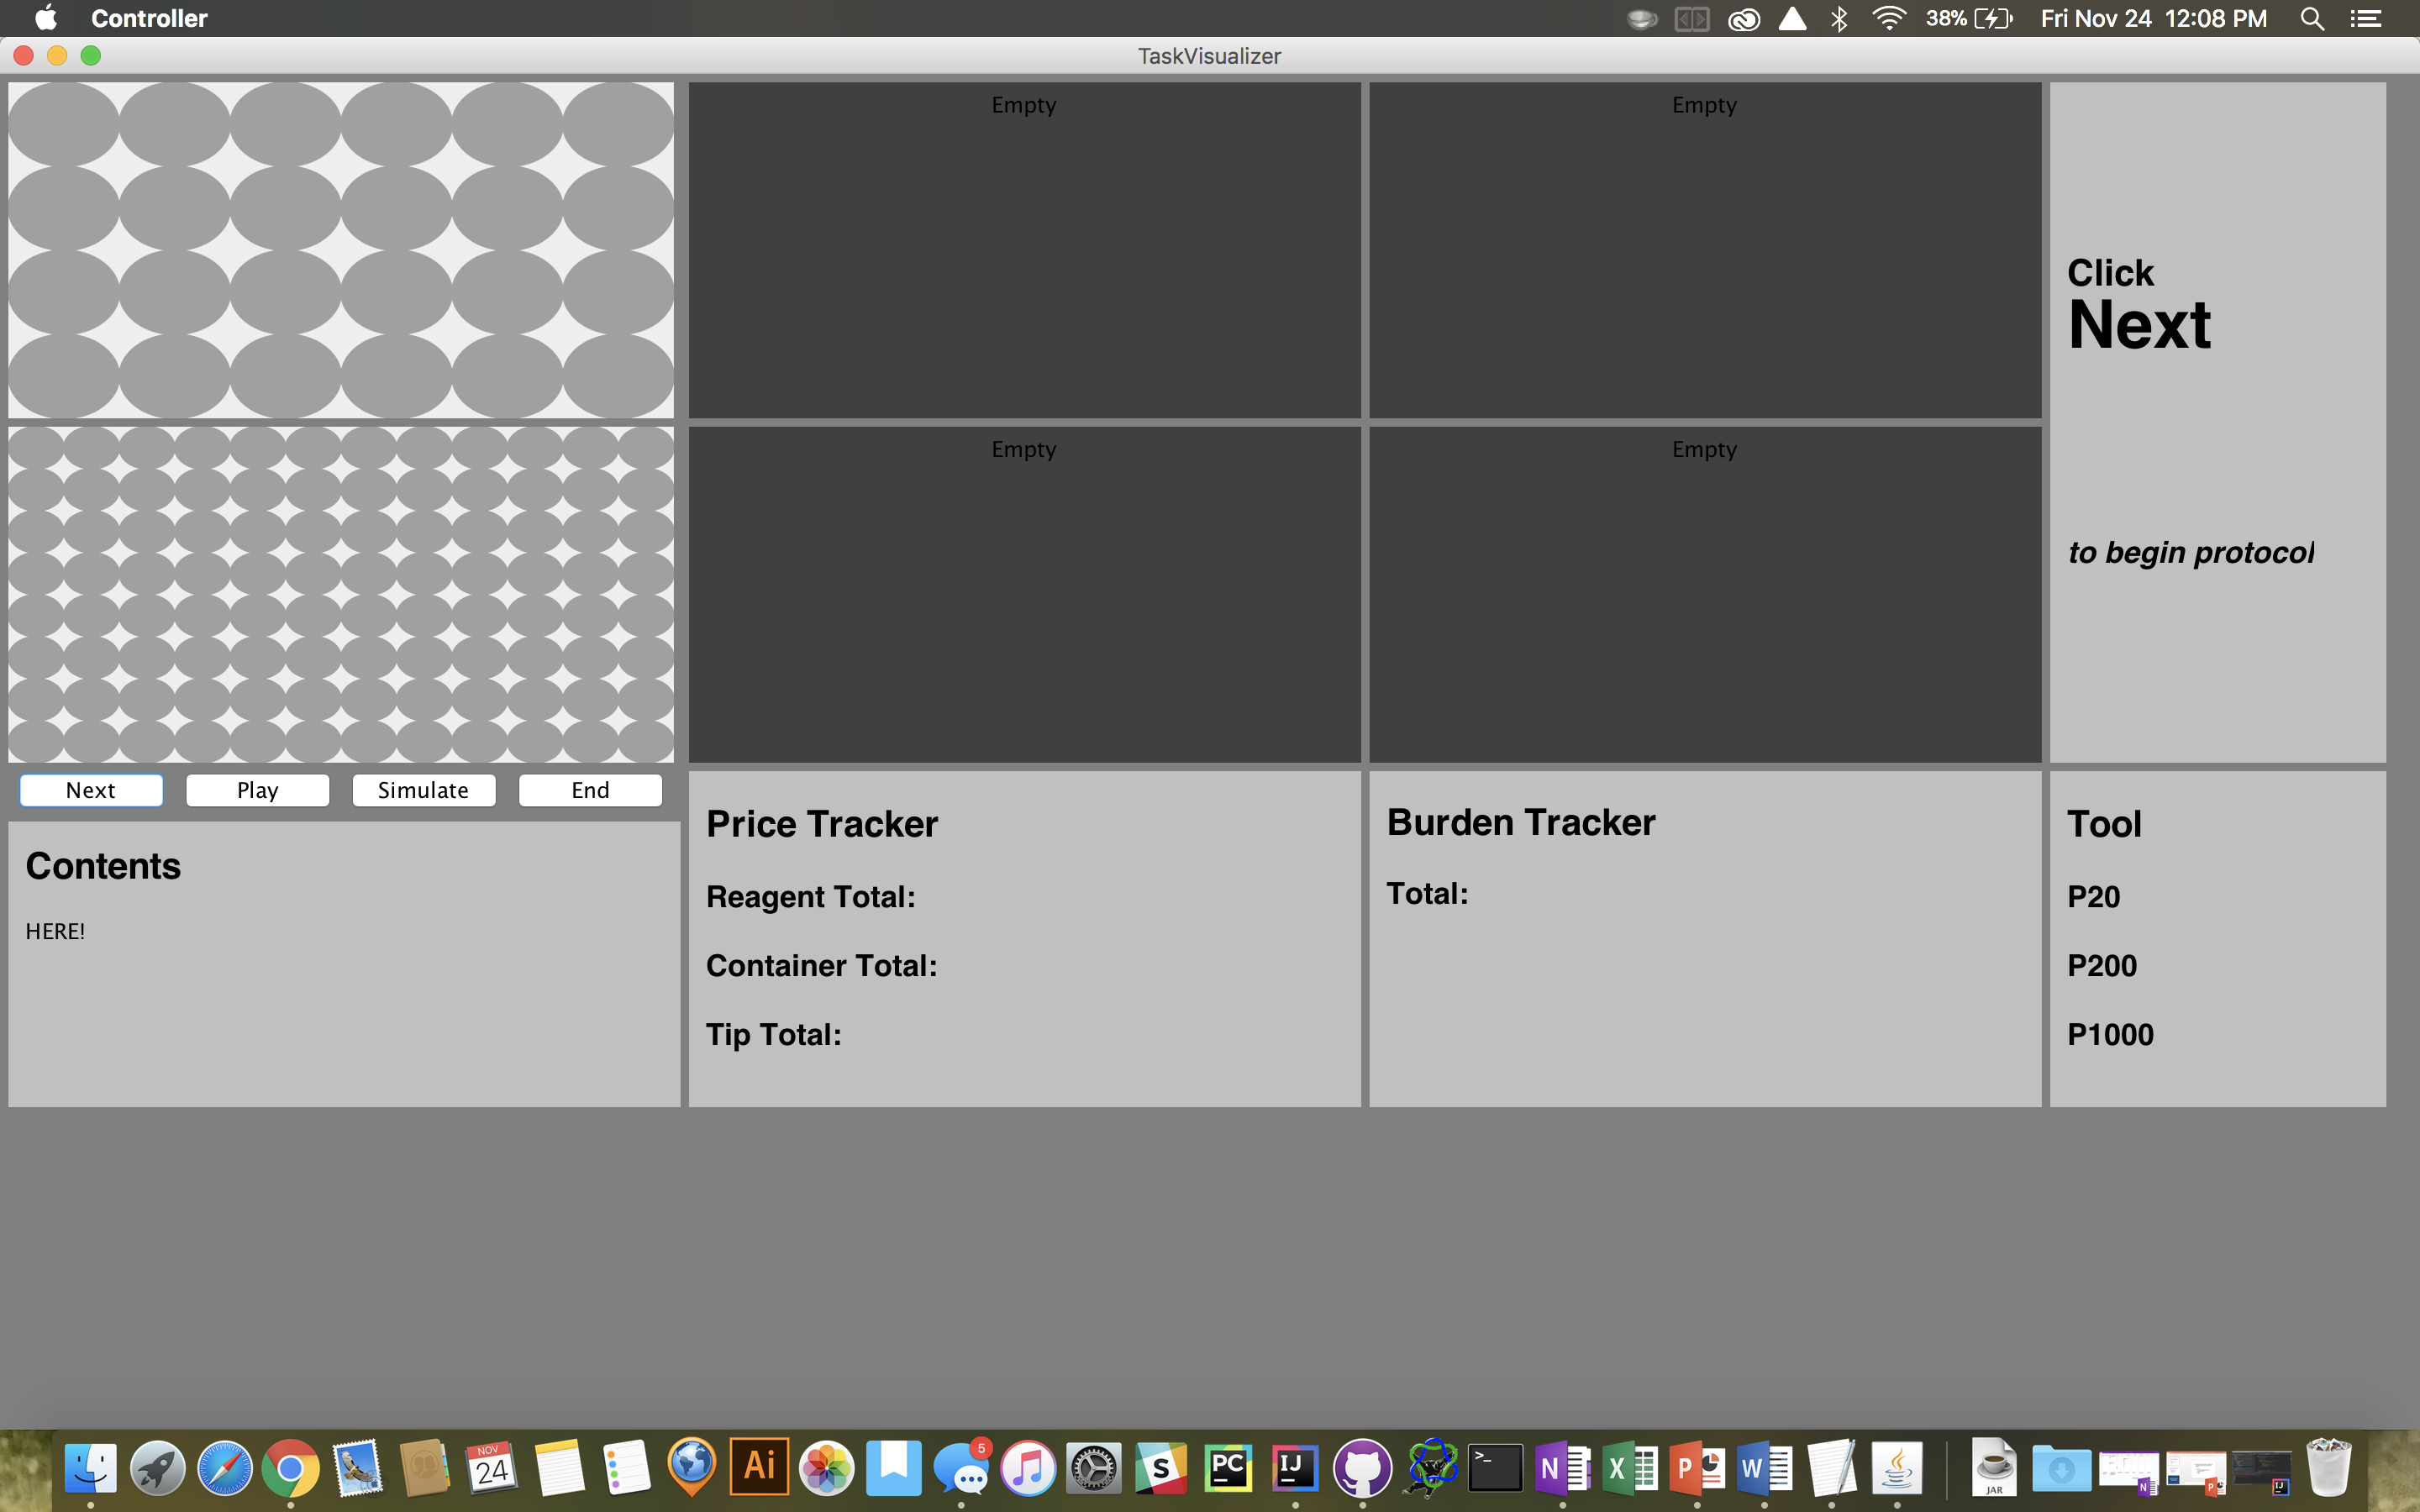 Controller
38%
Fri Nov 24 12:08 PM
TaskVisualizer
Empty
Empty
Click
Next
to begin protocol
Empty
Empty
Next
Play
Simulate
End
Contents
HERE!
Price Tracker
Reagent Total:
Container Total:
Tip Total:
Burden Tracker
Total:
Tool
P20
P200
P1000
NOV
24
Ai
5
S
PC
>_
IJ
N
X
P
W
JAR
N
P
IJ